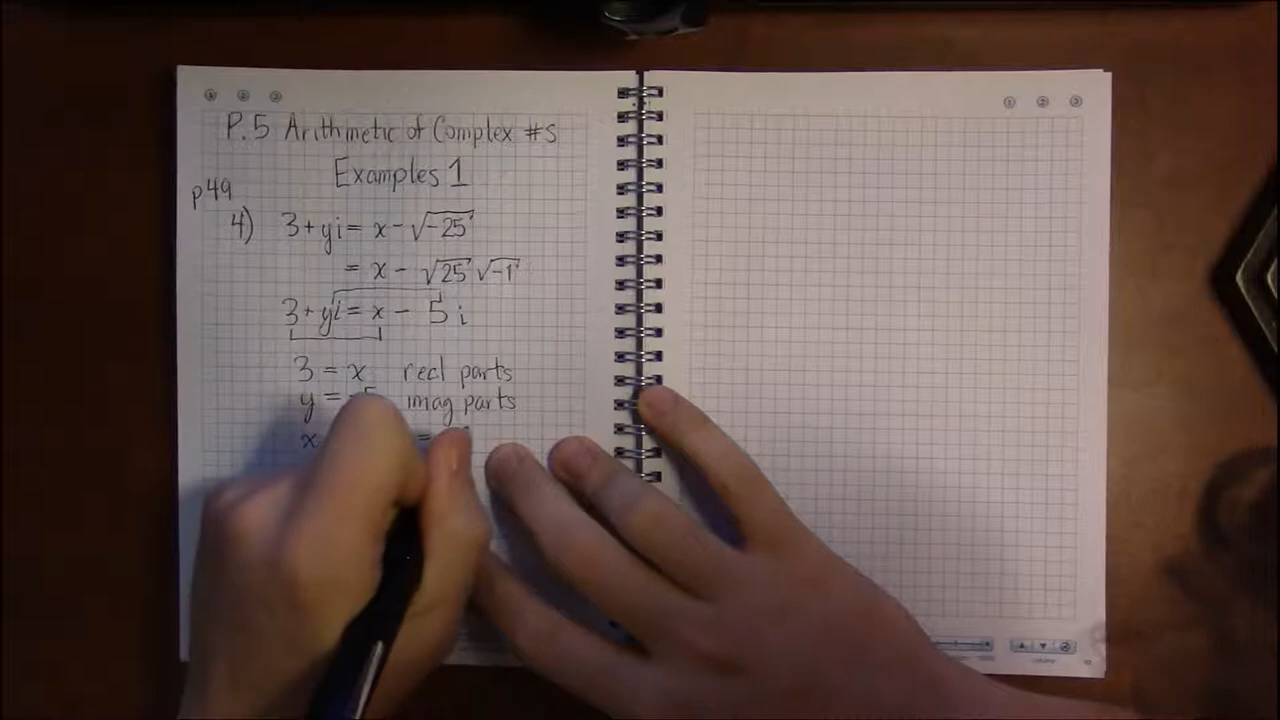 P.5 Arithmetic of Complex #s
Examples 1
p49
4) 3+yi = x - √-25
= x - √25 √-1
3+yi = x - 5i
3 = x real parts
y = -5 imag parts
x =